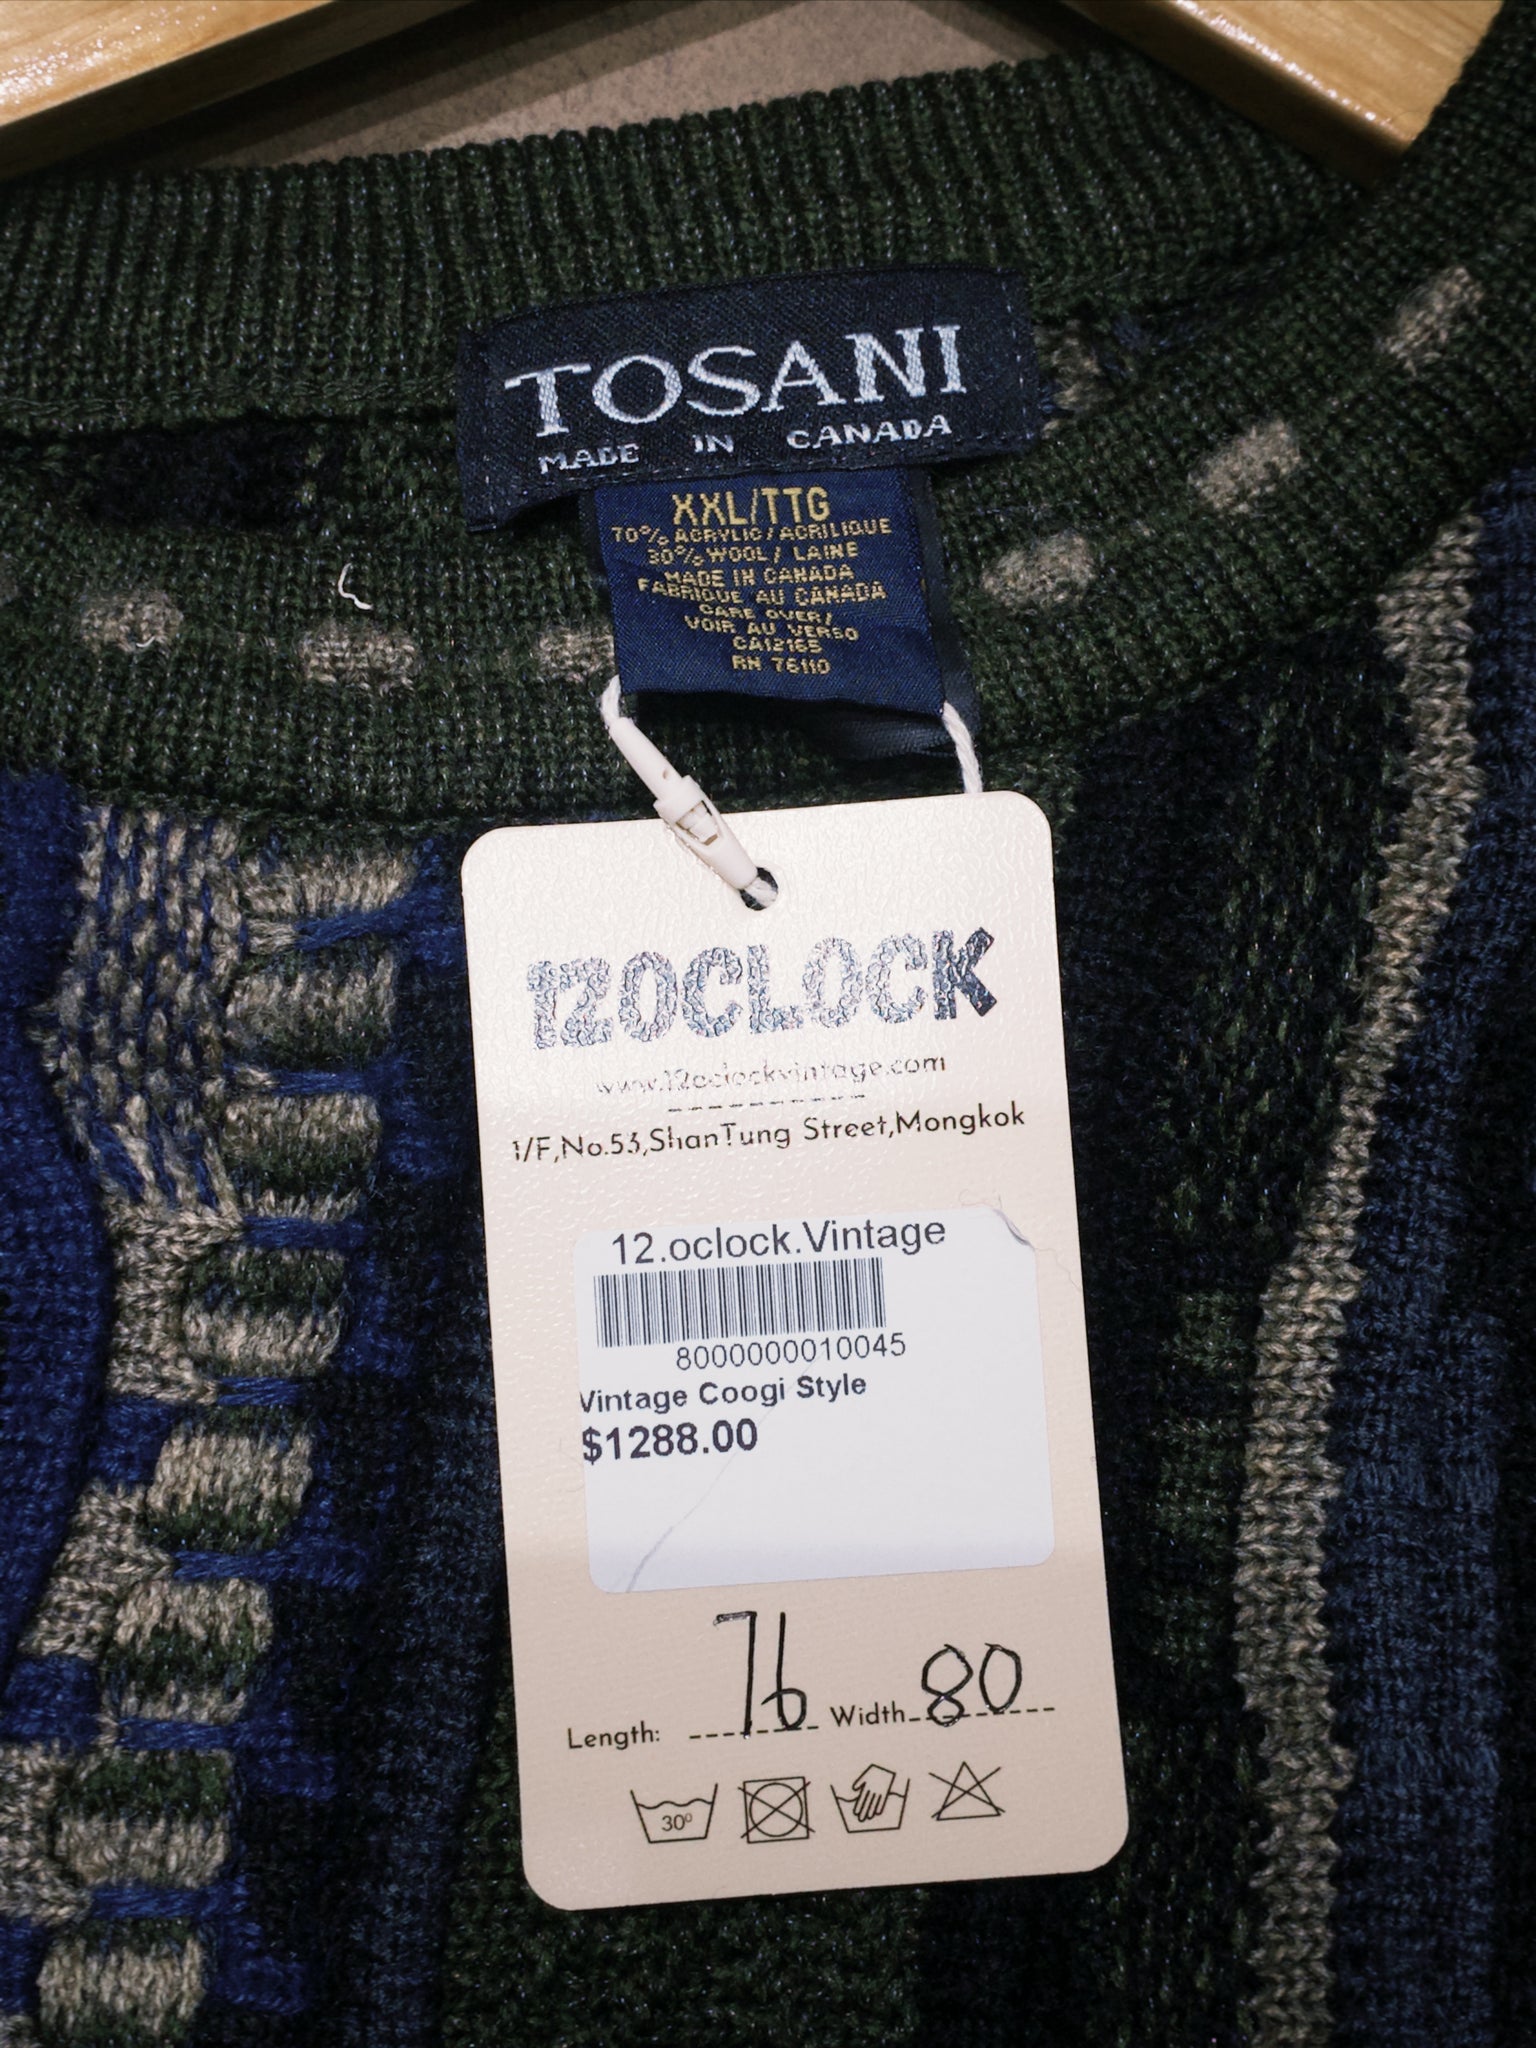 TOSANI
MADE IN CANADA
XXL/TTG
70% ACRYLIC/ACRILIQUE
30% WOOL/LAINE
MADE IN CANADA
FABRIQUE AU CANADA
CARE OVER/
VOIR AU VERSO
CA12165
RN 76110
12OCLOCK
www.12oclockvintage.com
1/F,No.53,ShanTung Street,Mongkok
12.oclock.Vintage
8000000010045
Vintage Coogi Style
$1288.00
Length: 76 Width 80
30°